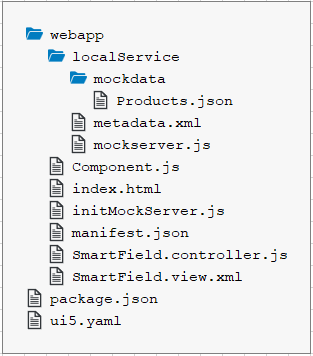 webapp
localService
mockdata
Products.json
metadata.xml
mockserver.js
Component.js
index.html
initMockServer.js
manifest.json
SmartField.controller.js
SmartField.view.xml
package.json
ui5.yaml